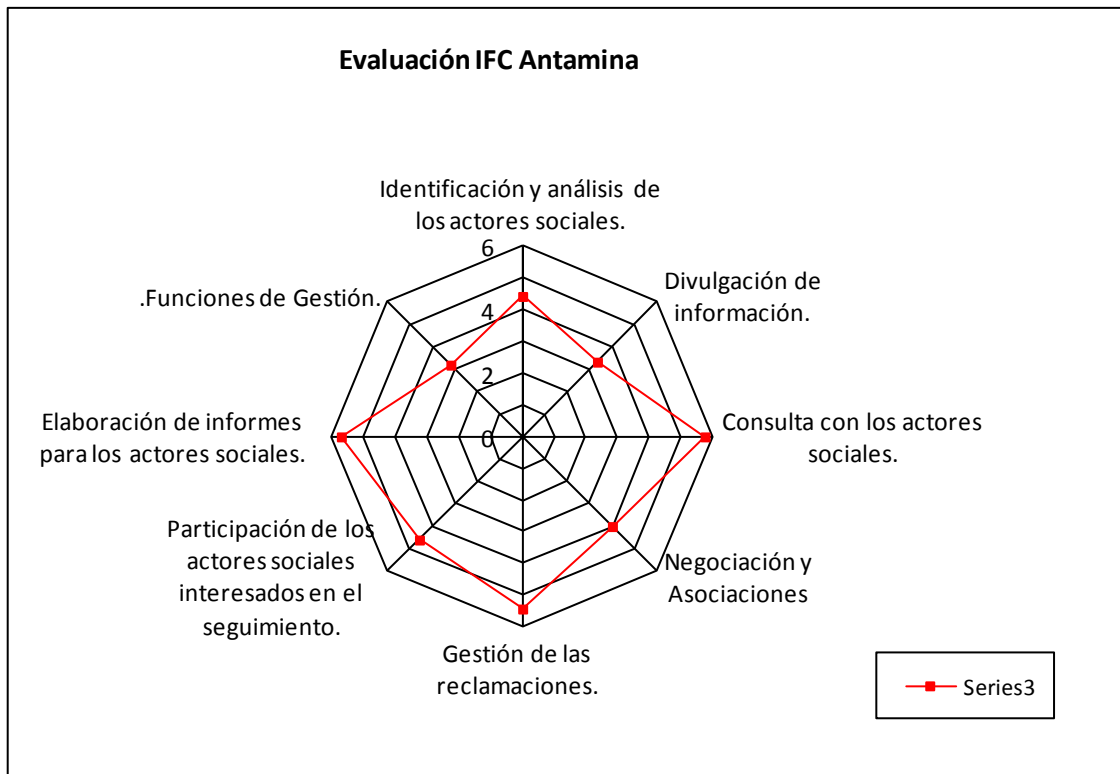 Evaluación IFC Antamina
Identificación y análisis de
los actores sociales.
Divulgación de
información.
Consulta con los actores
sociales.
Negociación y
Asociaciones
Gestión de las
reclamaciones.
Participación de los
actores sociales
interesados en el
seguimiento.
Elaboración de informes
para los actores sociales.
.Funciones de Gestión.
6
4
2
0
Series3